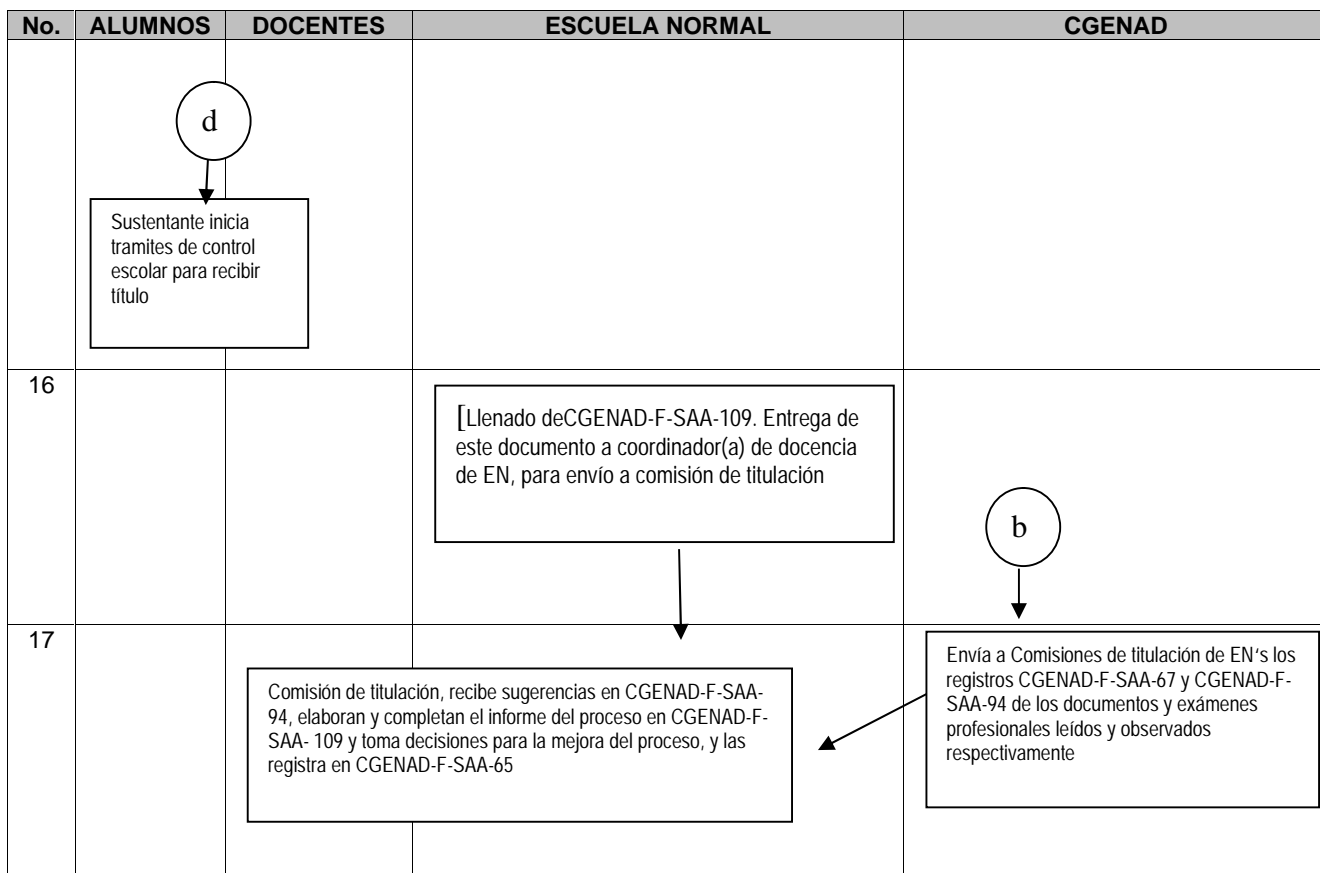 No. ALUMNOS DOCENTES ESCUELA NORMAL CGENAD
d
Sustentante inicia
tramites de control
escolar para recibir
título
16
[Llenado deCGENAD-F-SAA-109. Entrega de
este documento a coordinador(a) de docencia
de EN, para envío a comisión de titulación
b
17
Comisión de titulación, recibe sugerencias en CGENAD-F-SAA-
94, elaboran y completan el informe del proceso en CGENAD-F-
SAA- 109 y toma decisiones para la mejora del proceso, y las
registra en CGENAD-F-SAA-65
Envía a Comisiones de titulación de EN‘s los
registros CGENAD-F-SAA-67 y CGENAD-F-
SAA-94 de los documentos y exámenes
profesionales leídos y observados
respectivamente